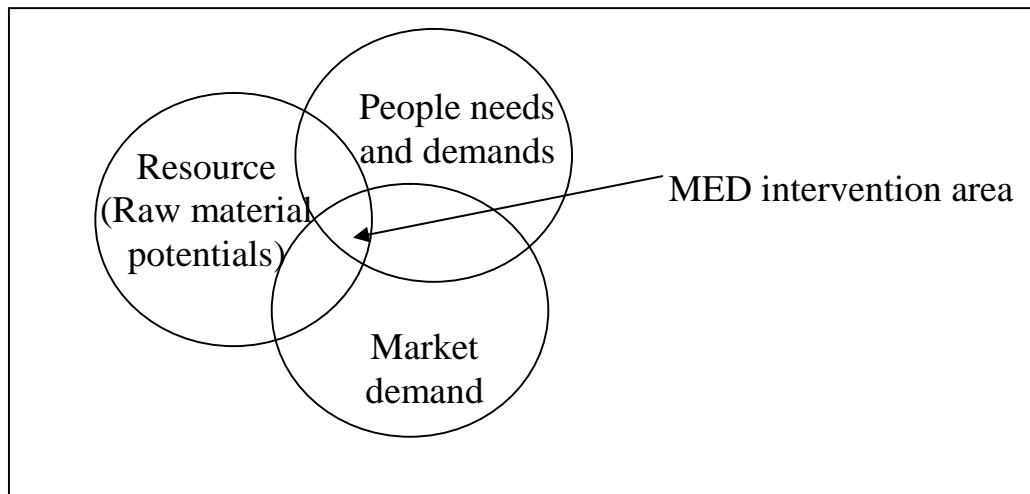 People needs
and demands
Resource
(Raw material
potentials)
MED intervention area
Market
demand